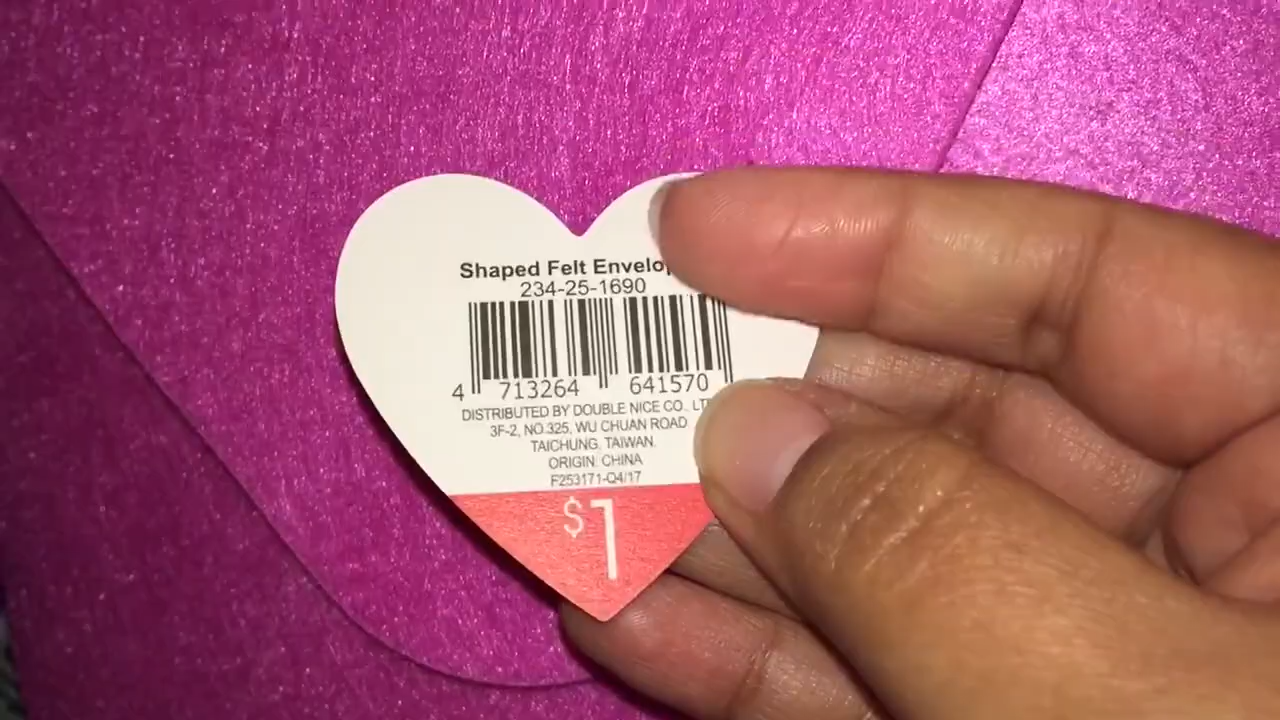 Shaped Felt Envelop
234-25-1690
4 713264 641570
DISTRIBUTED BY DOUBLE NICE CO., LT
3F-2, NO.325, WU CHUAN ROAD
TAICHUNG, TAIWAN.
ORIGIN: CHINA
F253171-Q4/17
$1